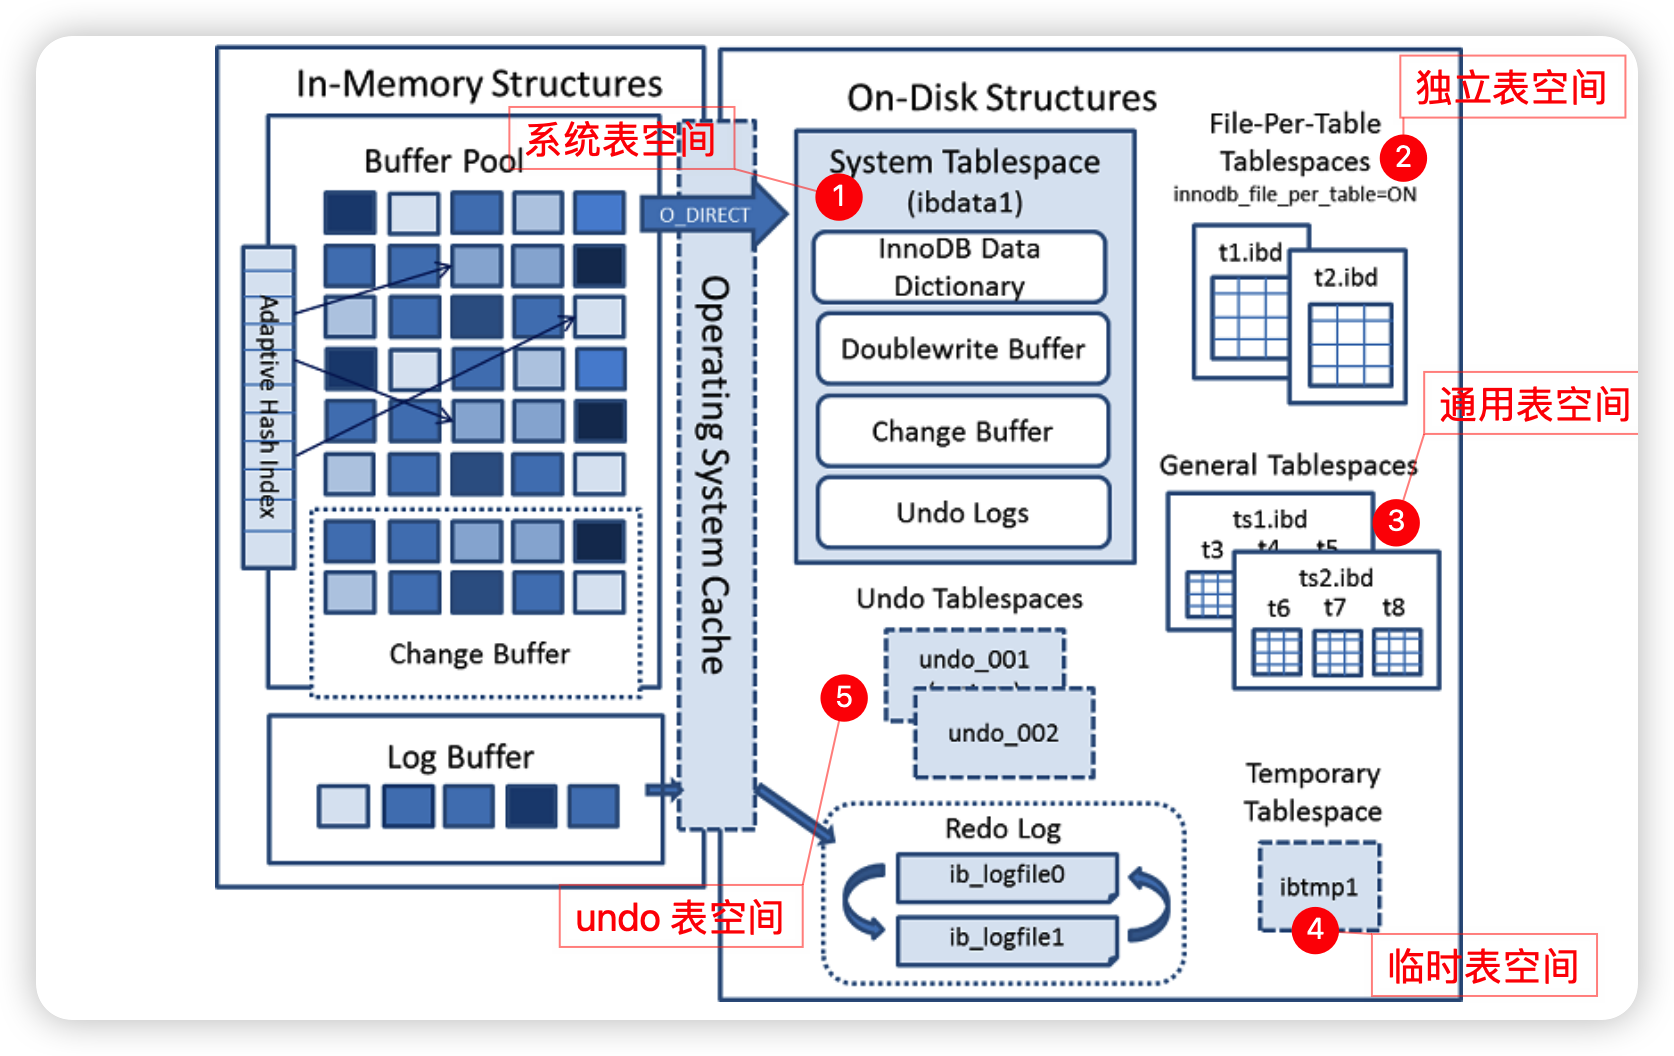 In-Memory Structures
Buffer Pool
Adaptive Hash Index
Change Buffer
Log Buffer
系统表空间
O_DIRECT
Operating System Cache
On-Disk Structures
System Tablespace
1
(ibdata1)
InnoDB Data
Dictionary
Doublewrite Buffer
Change Buffer
Undo Logs
Undo Tablespaces
undo_001
undo_002
5
undo 表空间
Redo Log
ib_logfile0
ib_logfile1
独立表空间
File-Per-Table
Tablespaces
2
innodb_file_per_table=ON
t1.ibd
t2.ibd
通用表空间
General Tablespaces
3
ts1.ibd
t3 t4 t5
ts2.ibd
t6 t7 t8
Temporary
Tablespace
ibtmp1
4
临时表空间